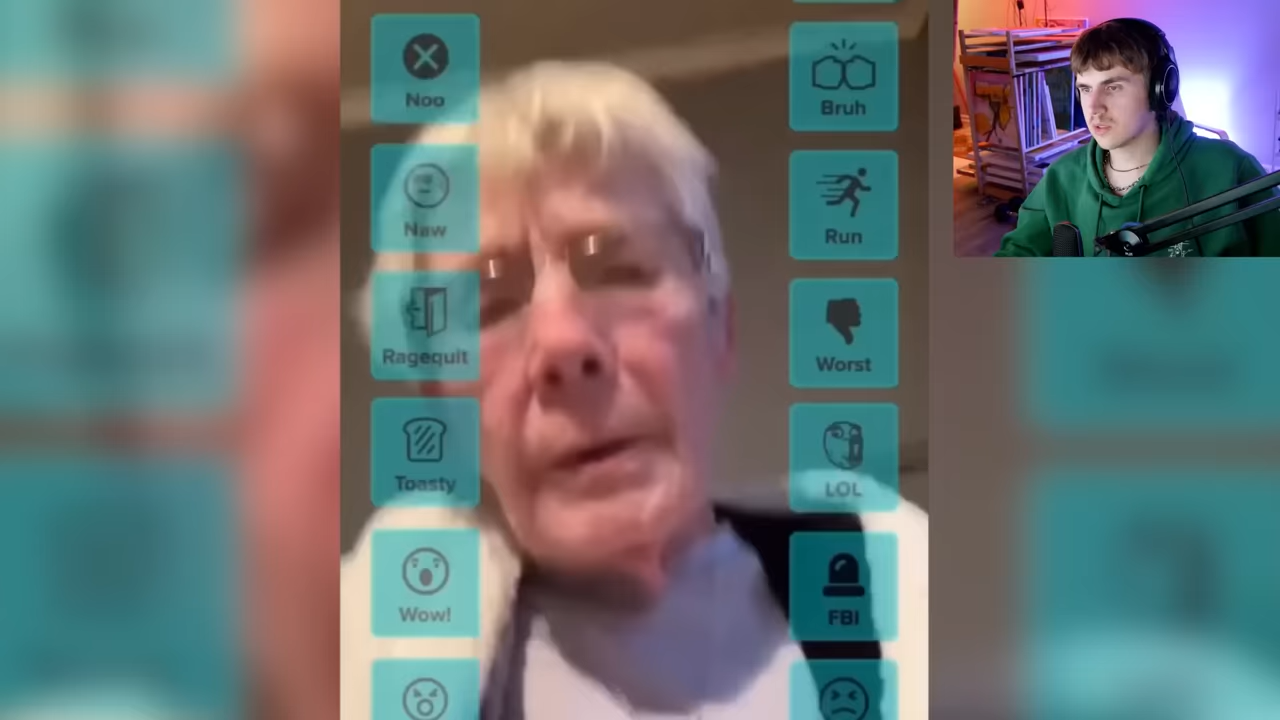 Noo
Naw
Ragequit
Toasty
Wow!
Bruh
Run
Worst
LOL
FBI